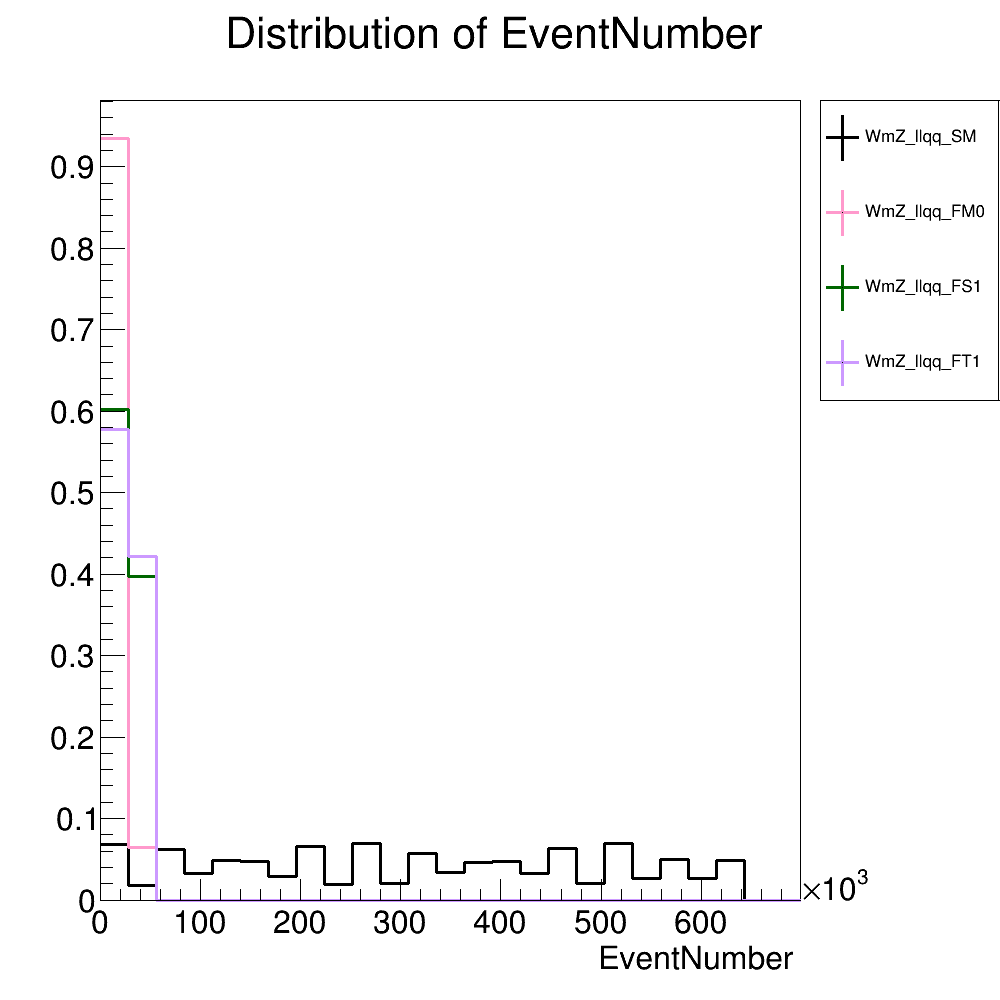 Distribution of EventNumber
WmZ_llqq_SM
WmZ_llqq_FM0
WmZ_llqq_FS1
WmZ_llqq_FT1
0.9
0.8
0.7
0.6
0.5
0.4
0.3
0.2
0.1
0
0 100 200 300 400 500 600
×10³
EventNumber